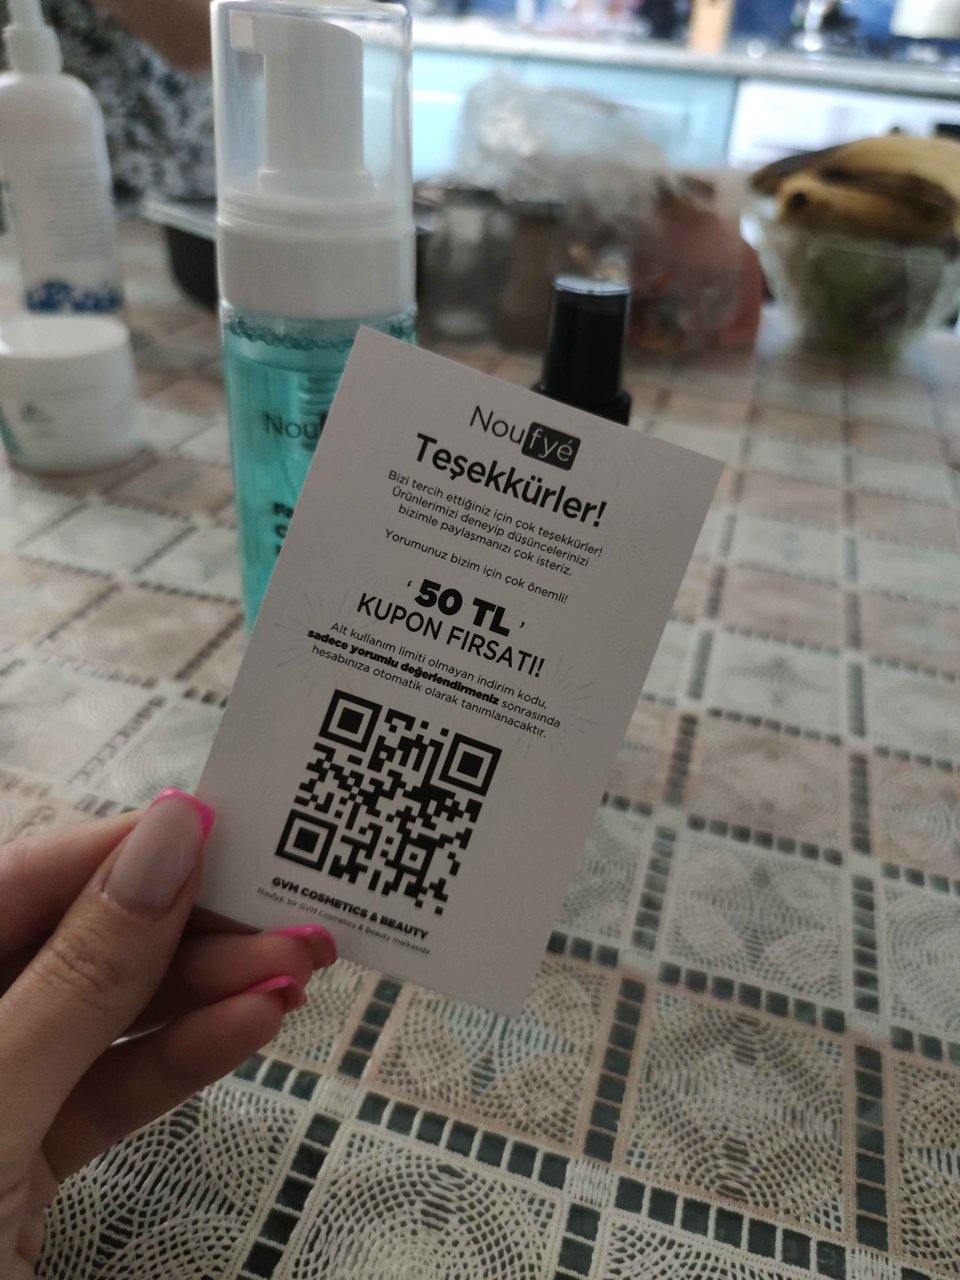 Noufyé
Teşekkürler!
Bizi tercih ettiğiniz için çok teşekkürler!
Ürünlerimizi deneyip düşüncelerinizi
bizimle paylaşmanızı çok isteriz.
Yorumunuz bizim için çok önemli!
‘ 50 TL ’
KUPON FIRSATI!
Alt kullanım limiti olmayan indirim kodu,
sadece yorumlu değerlendirmeniz sonrasında
hesabınıza otomatik olarak tanımlanacaktır.
GVM COSMETICS & BEAUTY
Noufyé, bir GVM Cosmetics & Beauty markasıdır.
Nou